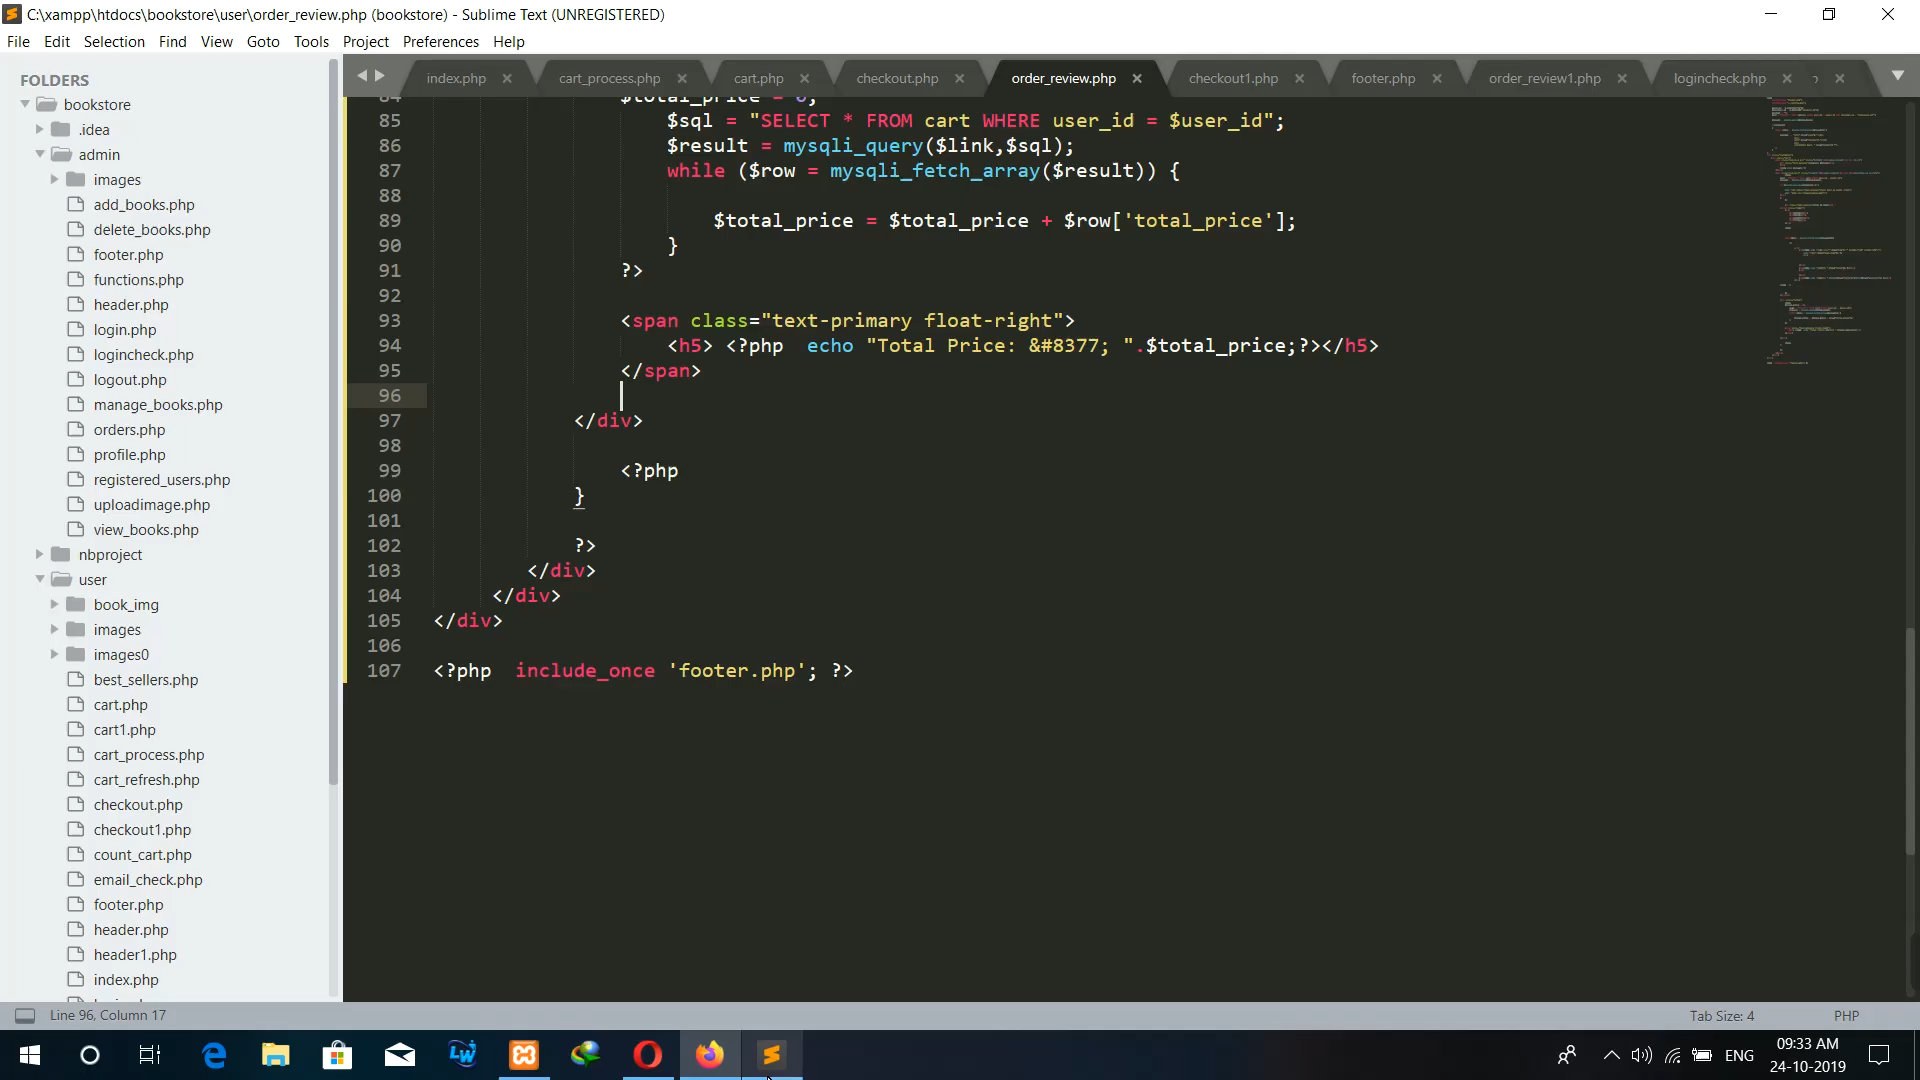 C:\xampp\htdocs\bookstore\user\order_review.php (bookstore) - Sublime Text (UNREGISTERED)
File Edit Selection Find View Goto Tools Project Preferences Help
FOLDERS
bookstore
.idea
admin
images
add_books.php
delete_books.php
footer.php
functions.php
header.php
login.php
logincheck.php
logout.php
manage_books.php
orders.php
profile.php
registered_users.php
uploadimage.php
view_books.php
nbproject
user
book_img
images
images0
best_sellers.php
cart.php
cart1.php
cart_process.php
cart_refresh.php
checkout.php
checkout1.php
count_cart.php
email_check.php
footer.php
header.php
header1.php
index.php
index.php cart_process.php cart.php checkout.php order_review.php checkout1.php footer.php order_review1.php logincheck.php
84 $total_price = 0;
85 $sql = "SELECT * FROM cart WHERE user_id = $user_id";
86 $result = mysqli_query($link,$sql);
87 while ($row = mysqli_fetch_array($result)) {
88
89 $total_price = $total_price + $row['total_price'];
90 }
91 ?>
92
93 <span class="text-primary float-right">
94 <h5> <?php  echo "Total Price: &#8377; ".$total_price;?></h5>
95 </span>
96
97 </div>
98
99 <?php
100 }
101
102 ?>
103 </div>
104 </div>
105 </div>
106
107 <?php  include_once 'footer.php'; ?>
Line 96, Column 17
Tab Size: 4 PHP
ENG
09:33 AM
24-10-2019